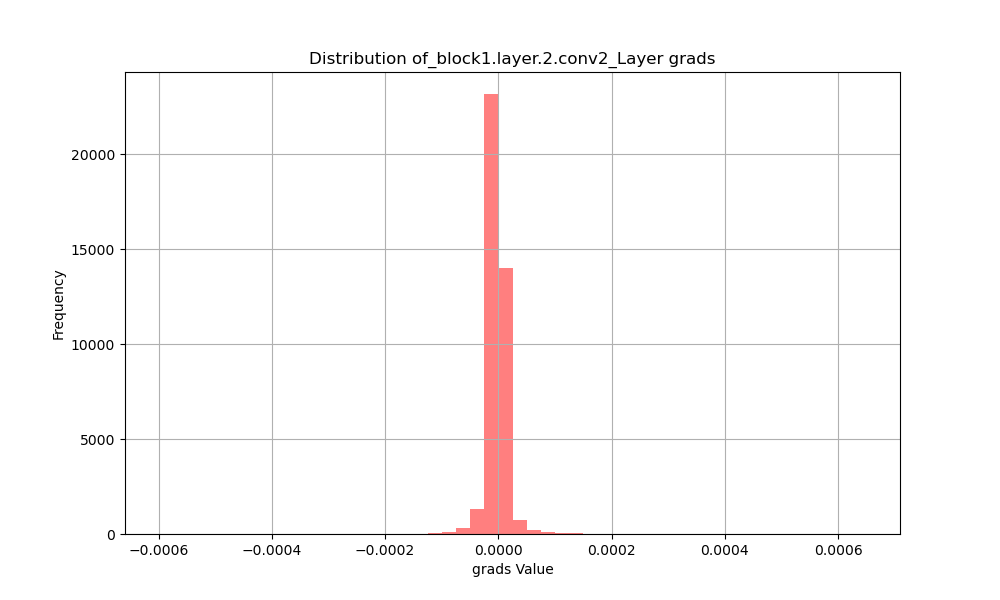 Distribution of_block1.layer.2.conv2_Layer grads
Frequency
20000
15000
10000
5000
0
−0.0006 −0.0004 −0.0002 0.0000 0.0002 0.0004 0.0006
grads Value